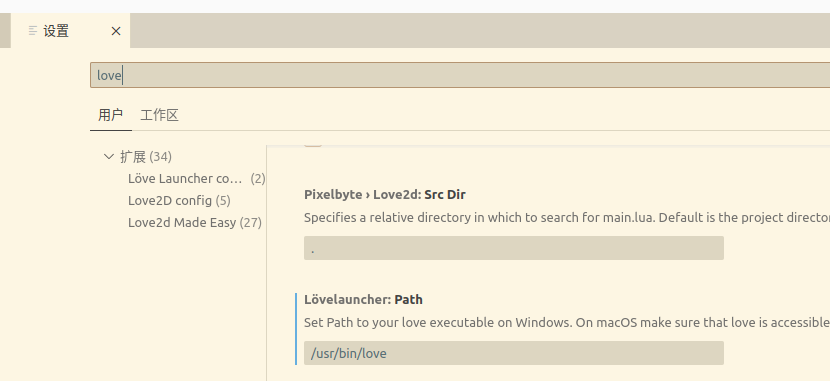 设置
love
用户 工作区
扩展 (34)
Löve Launcher co... (2)
Love2D config (5)
Love2d Made Easy (27)
Pixelbyte › Love2d: Src Dir
Specifies a relative directory in which to search for main.lua. Default is the project
.
Lövelauncher: Path
Set Path to your love executable on Windows. On macOS make sure that love is accessible
/usr/bin/love